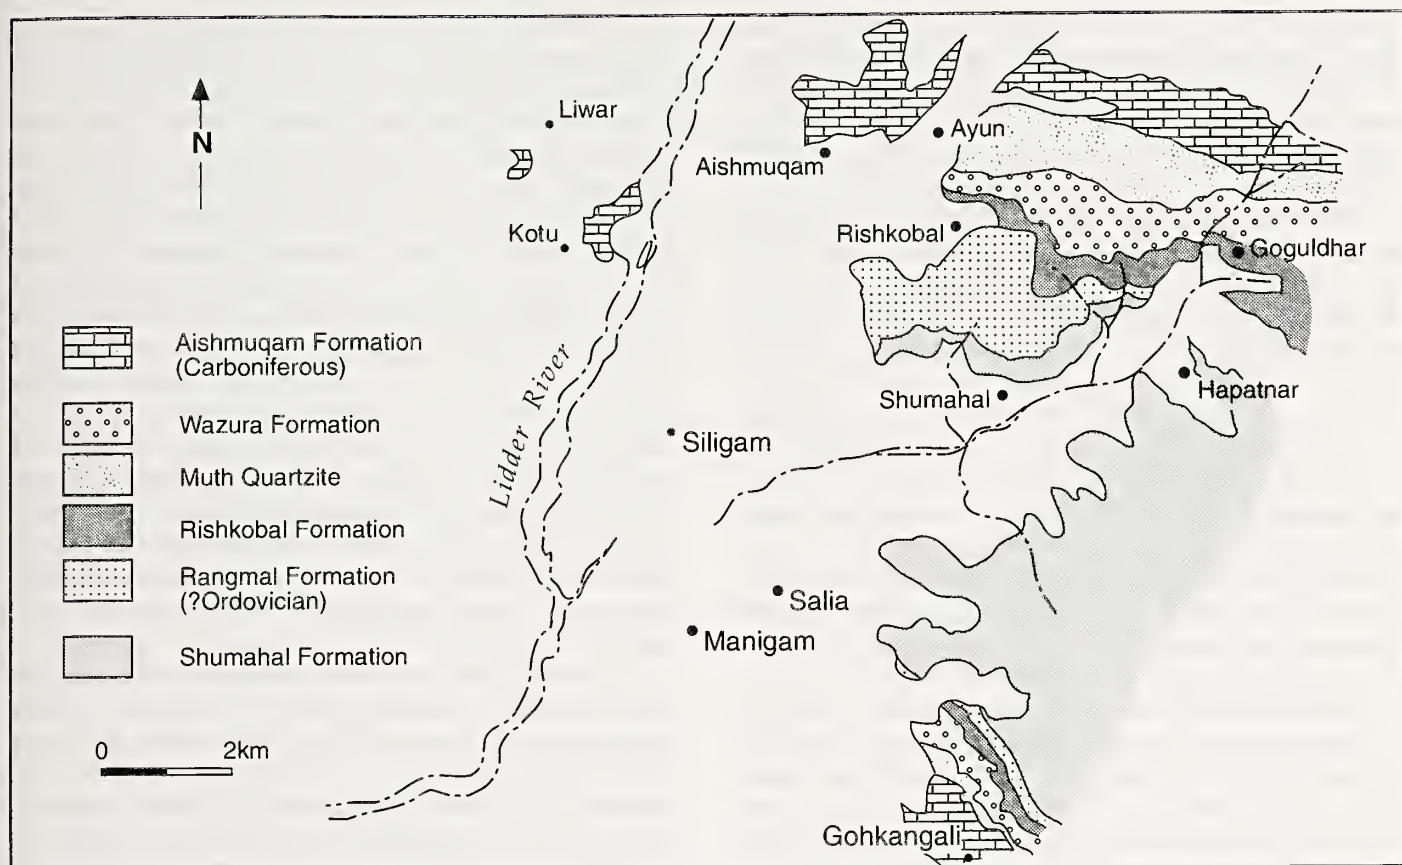 N
Liwar
Ayun
Aishmuqam
Kotu
Rishkobal
Goguldhar
Lidder River
Shumahal
Hapatnar
Siligam
Salia
Manigam
Gohkangali
Aishmuqam Formation
(Carboniferous)
Wazura Formation
Muth Quartzite
Rishkobal Formation
Rangmal Formation
(?Ordovician)
Shumahal Formation
0 2km